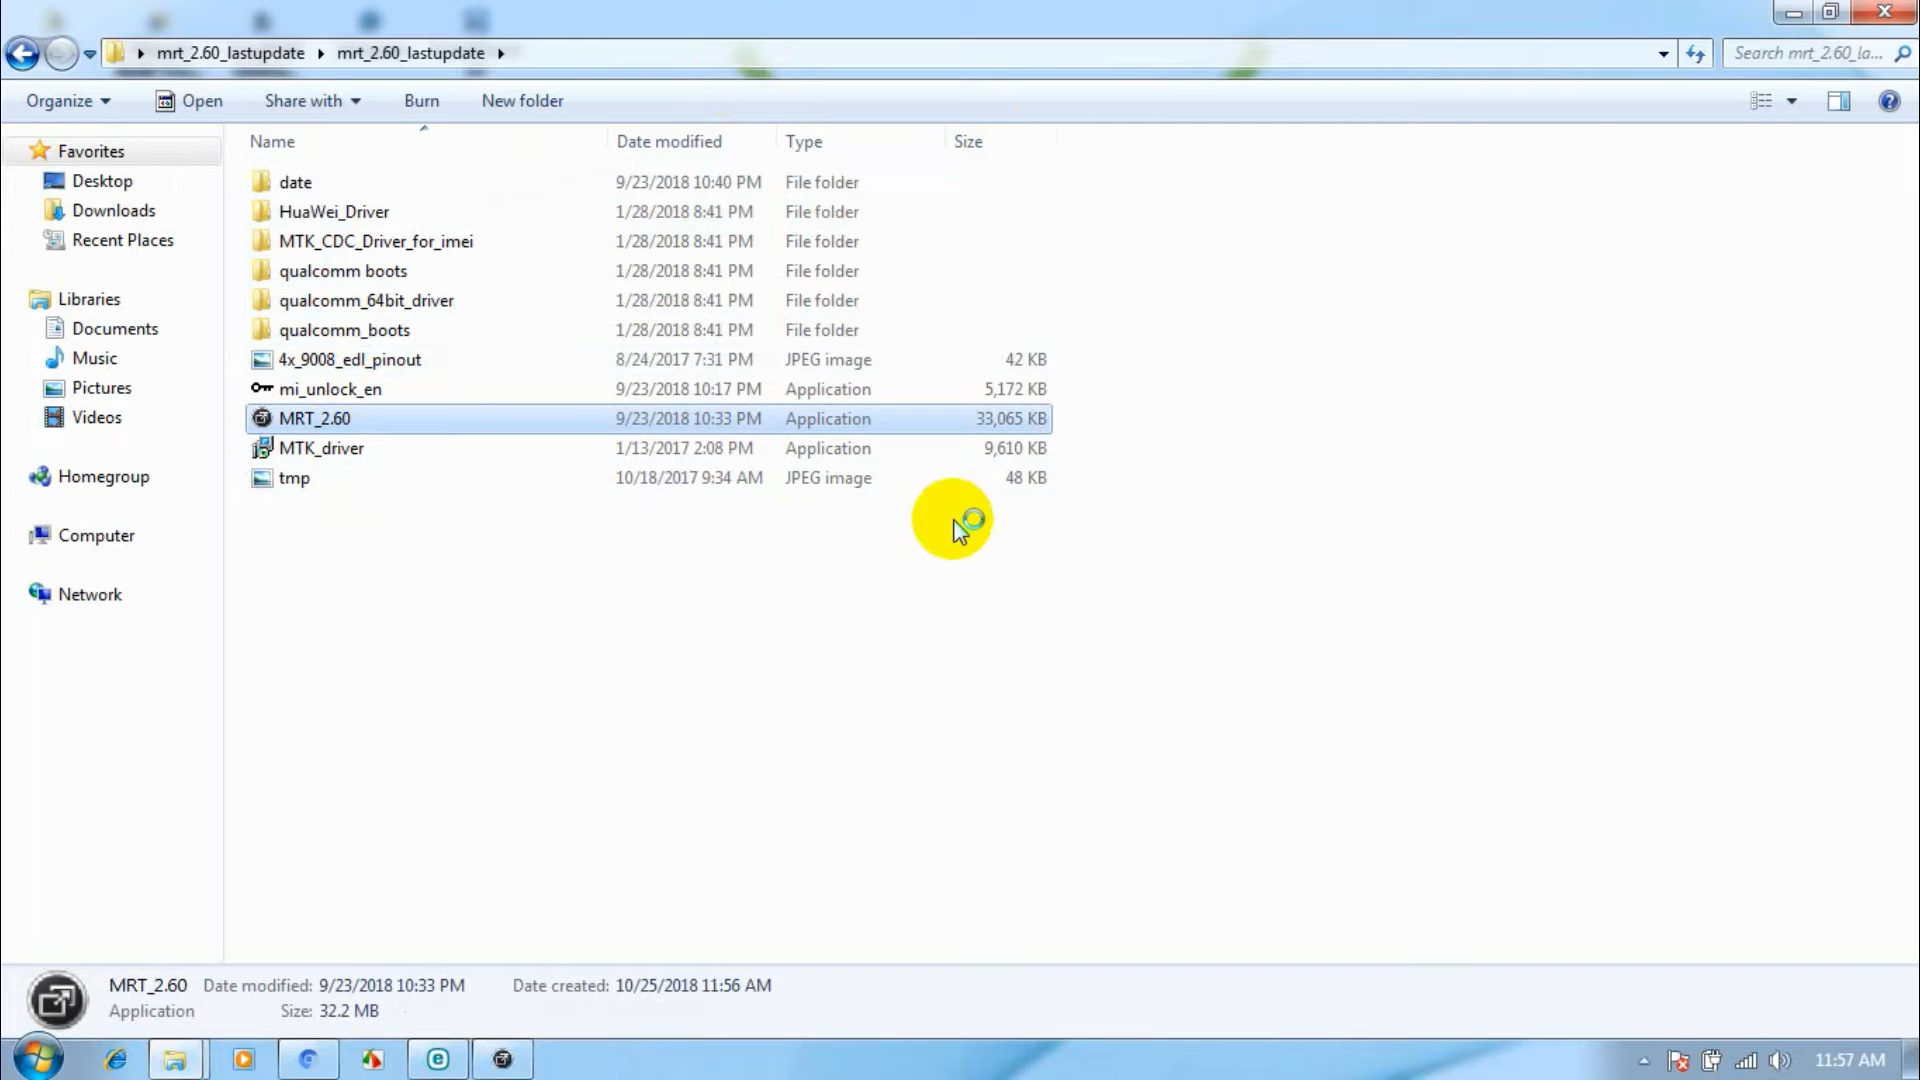 mrt_2.60_lastupdate mrt_2.60_lastupdate Search mrt_2.60_la...
Organize Open Share with Burn New folder
Name Date modified Type Size
Favorites
Desktop
Downloads
Recent Places
Libraries
Documents
Music
Pictures
Videos
Homegroup
Computer
Network
date 9/23/2018 10:40 PM File folder
HuaWei_Driver 1/28/2018 8:41 PM File folder
MTK_CDC_Driver_for_imei 1/28/2018 8:41 PM File folder
qualcomm boots 1/28/2018 8:41 PM File folder
qualcomm_64bit_driver 1/28/2018 8:41 PM File folder
qualcomm_boots 1/28/2018 8:41 PM File folder
4x_9008_edl_pinout 8/24/2017 7:31 PM JPEG image 42 KB
mi_unlock_en 9/23/2018 10:17 PM Application 5,172 KB
MRT_2.60 9/23/2018 10:33 PM Application 33,065 KB
MTK_driver 1/13/2017 2:08 PM Application 9,610 KB
tmp 10/18/2017 9:34 AM JPEG image 48 KB
MRT_2.60 Date modified: 9/23/2018 10:33 PM Date created: 10/25/2018 11:56 AM
Application Size: 32.2 MB
11:57 AM